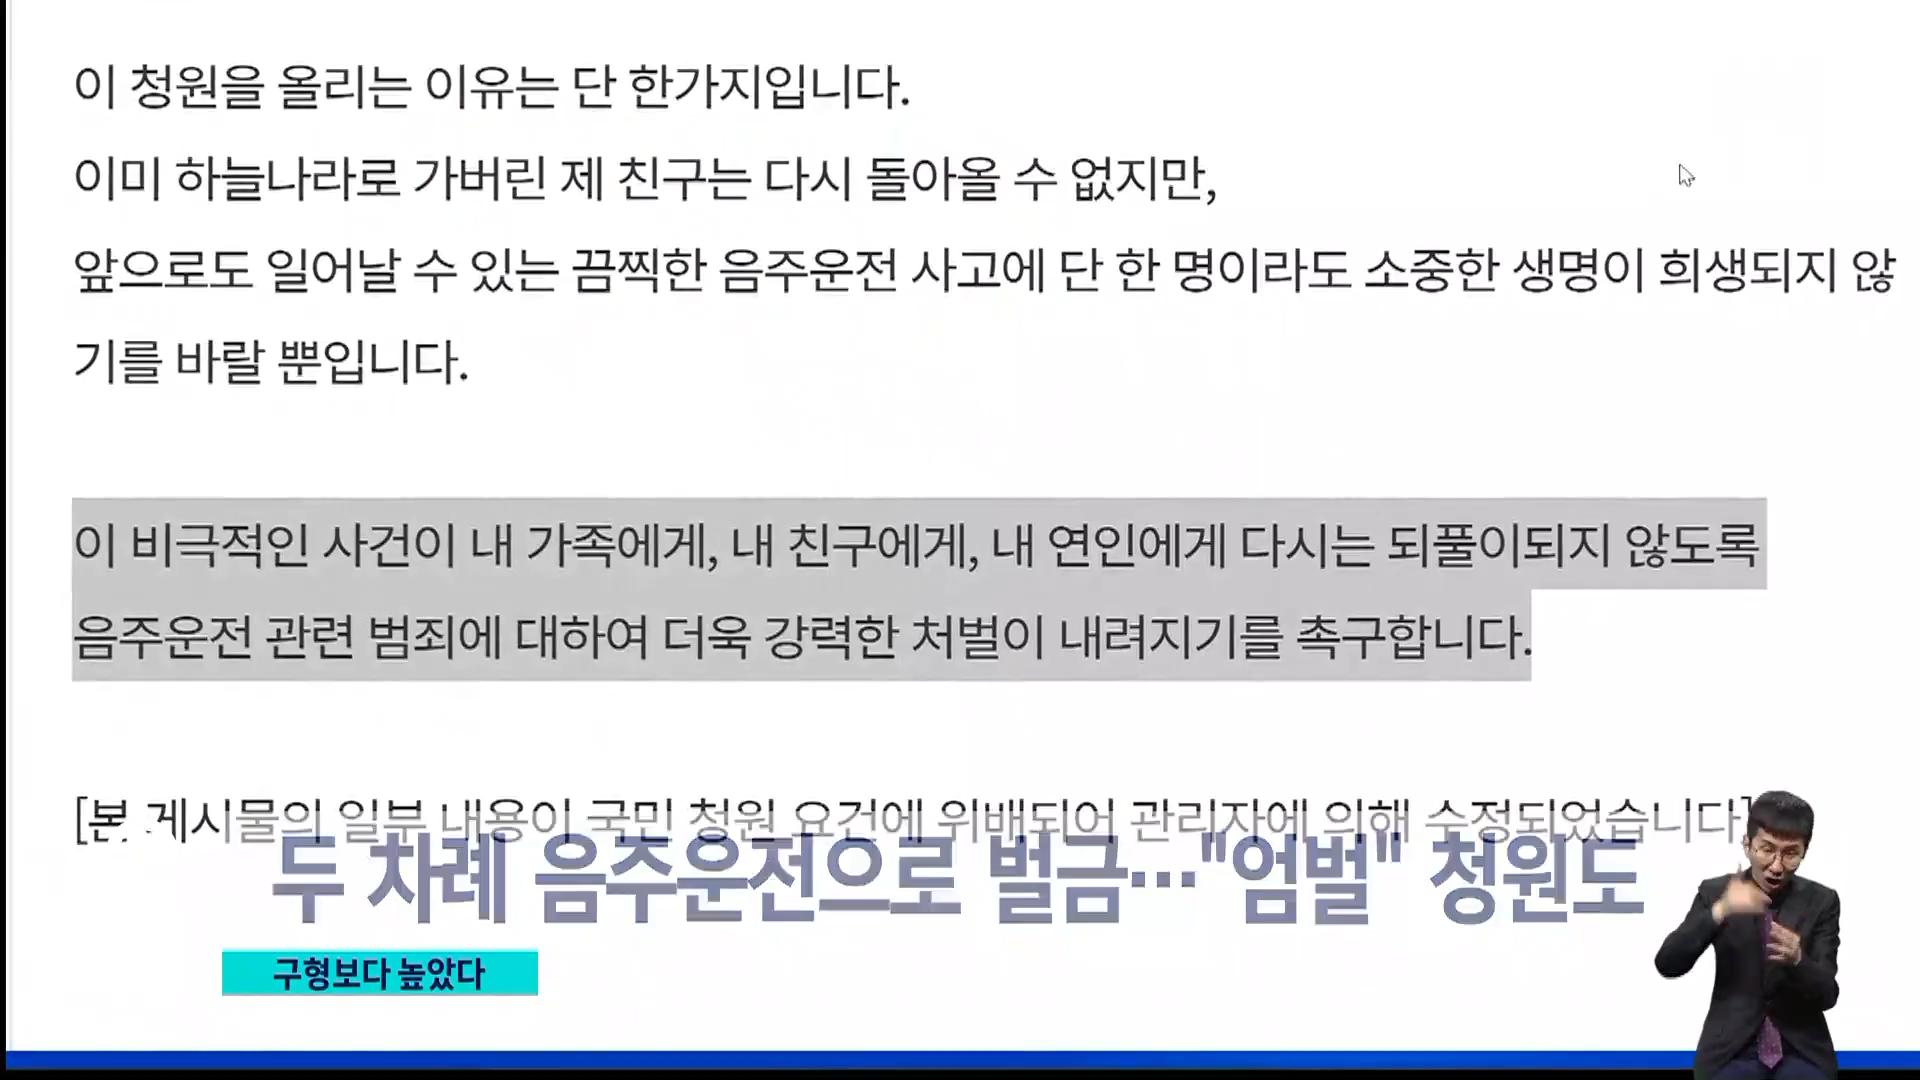 이 청원을 올리는 이유는 단 한가지입니다.
이미 하늘나라로 가버린 제 친구는 다시 돌아올 수 없지만,
앞으로도 일어날 수 있는 끔찍한 음주운전 사고에 단 한 명이라도 소중한 생명이 희생되지 않
기를 바랄 뿐입니다.
이 비극적인 사건이 내 가족에게, 내 친구에게, 내 연인에게 다시는 되풀이되지 않도록
음주운전 관련 범죄에 대하여 더욱 강력한 처벌이 내려지기를 촉구합니다.
[본 게시물의 일부 내용이 국민 청원 요건에 위배되어 관리자에 의해 수정되었습니다]
두 차례 음주운전으로 벌금…"엄벌" 청원도
구형보다 높았다